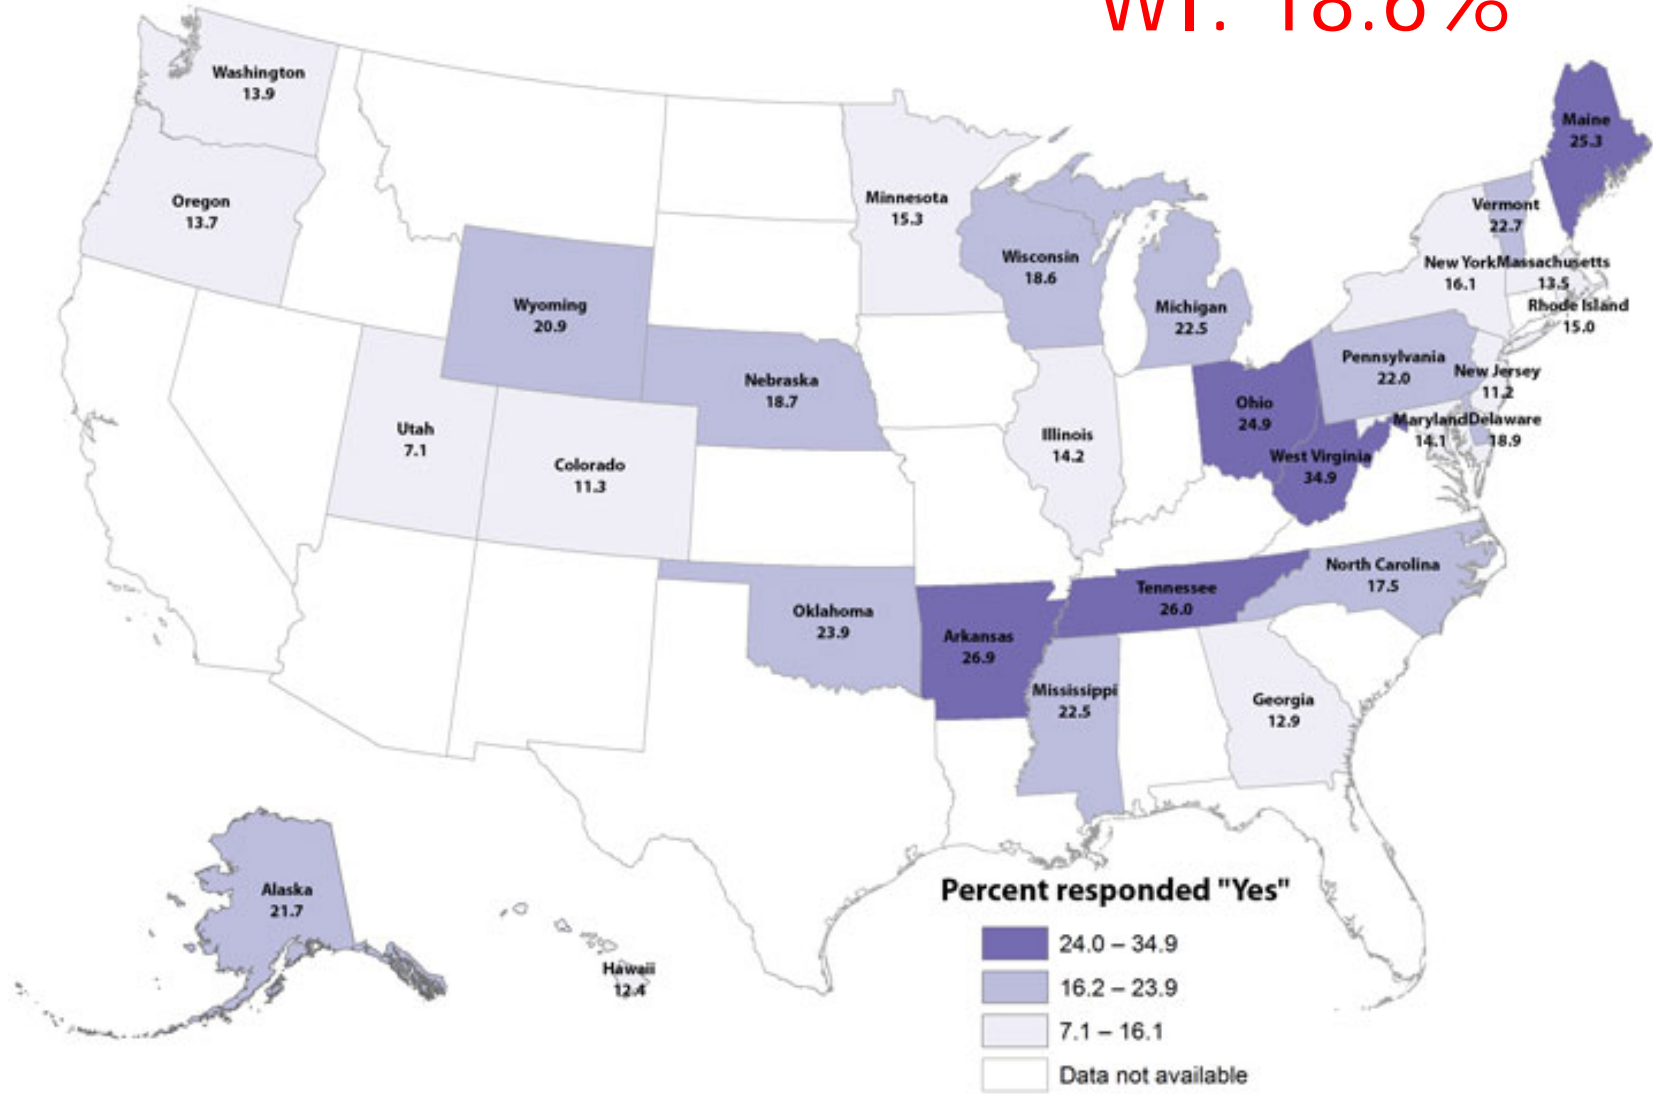 WI: 18.6%
Washington
13.9
Maine
25.3
Oregon
13.7
Minnesota
15.3
Vermont
22.7
Wisconsin
18.6
New York
16.1
Massachusetts
13.5
Wyoming
20.9
Michigan
22.5
Rhode Island
15.0
Nebraska
18.7
Pennsylvania
22.0
New Jersey
11.2
Utah
7.1
Colorado
11.3
Illinois
14.2
Ohio
24.9
Maryland
14.1
Delaware
18.9
West Virginia
34.9
Oklahoma
23.9
Arkansas
26.9
Tennessee
26.0
North Carolina
17.5
Mississippi
22.5
Georgia
12.9
Alaska
21.7
Hawaii
12.4
Percent responded "Yes"
24.0 – 34.9
16.2 – 23.9
7.1 – 16.1
Data not available